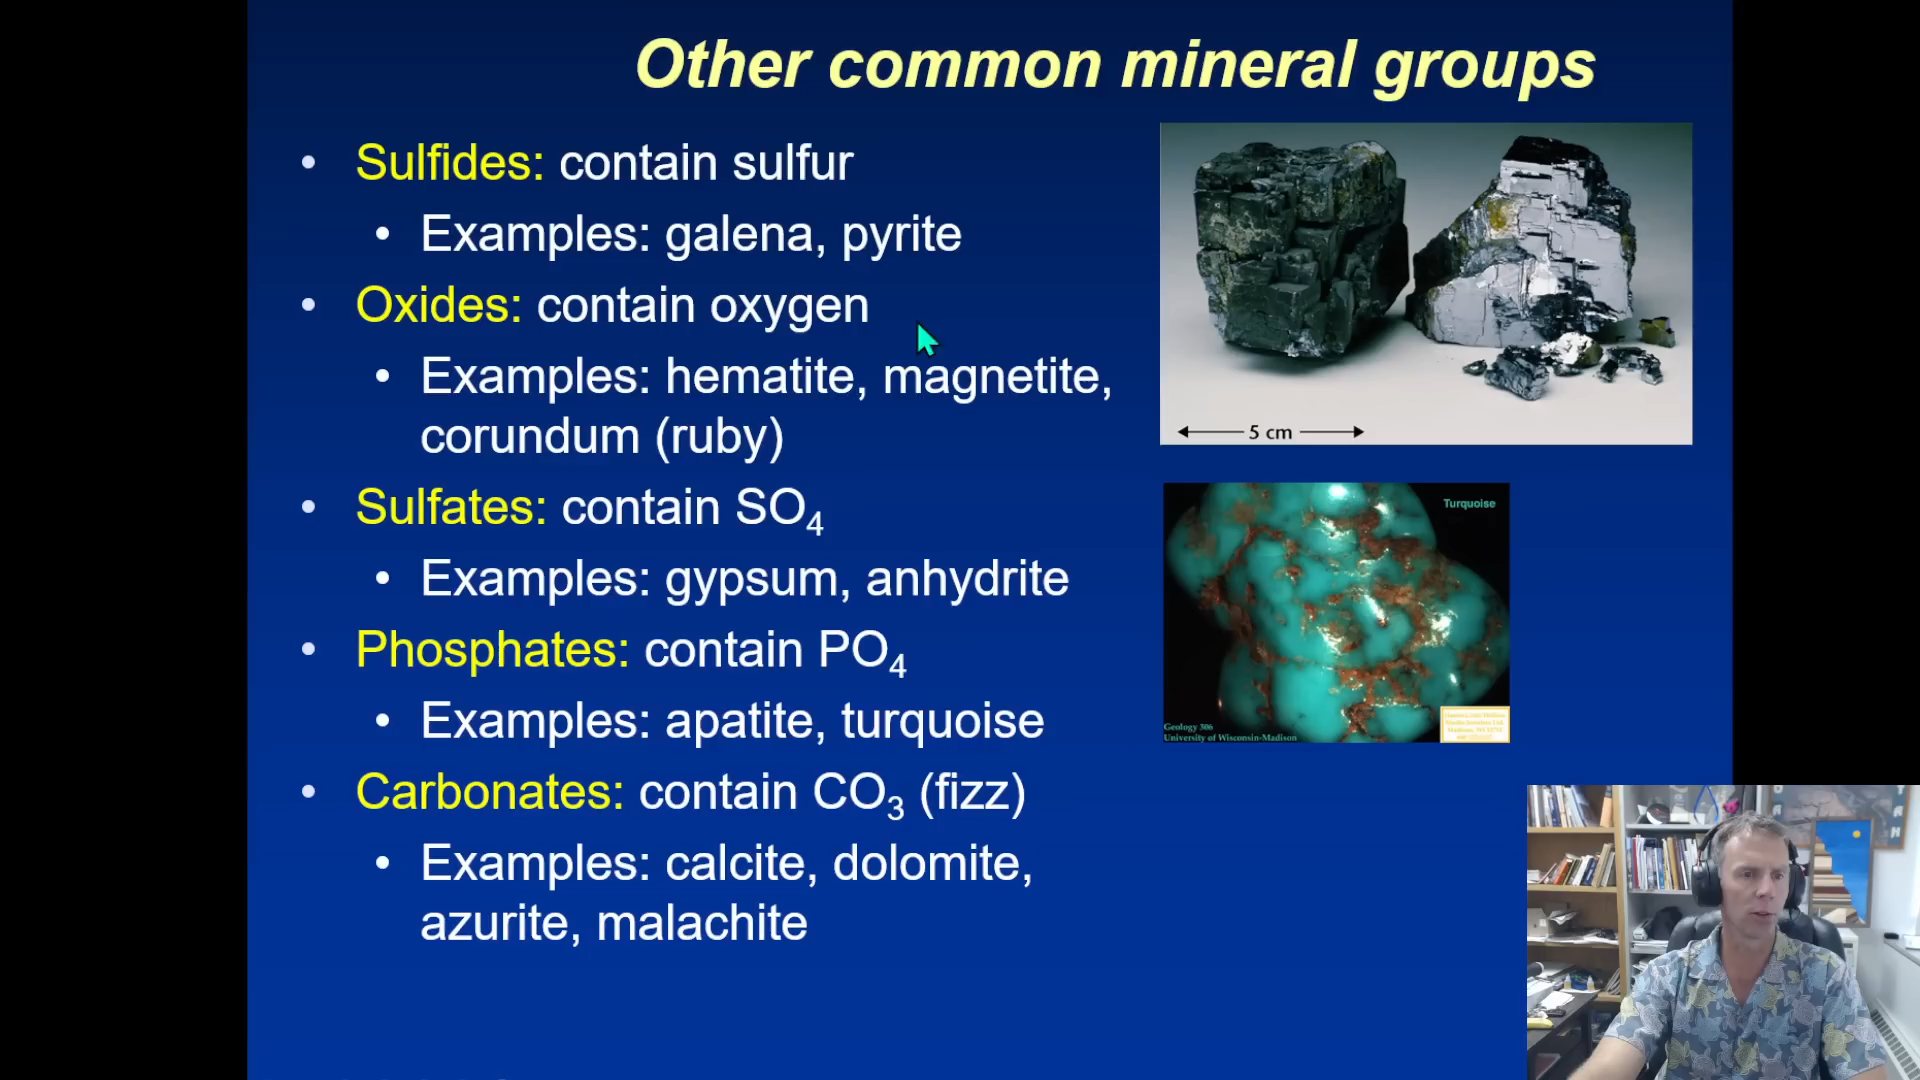 Other common mineral groups
• Sulfides: contain sulfur
• Examples: galena, pyrite
• Oxides: contain oxygen
• Examples: hematite, magnetite,
corundum (ruby)
• Sulfates: contain SO₄
• Examples: gypsum, anhydrite
• Phosphates: contain PO₄
• Examples: apatite, turquoise
• Carbonates: contain CO₃ (fizz)
• Examples: calcite, dolomite,
azurite, malachite
5 cm
Turquoise
Geology 306
University of Wisconsin-Madison